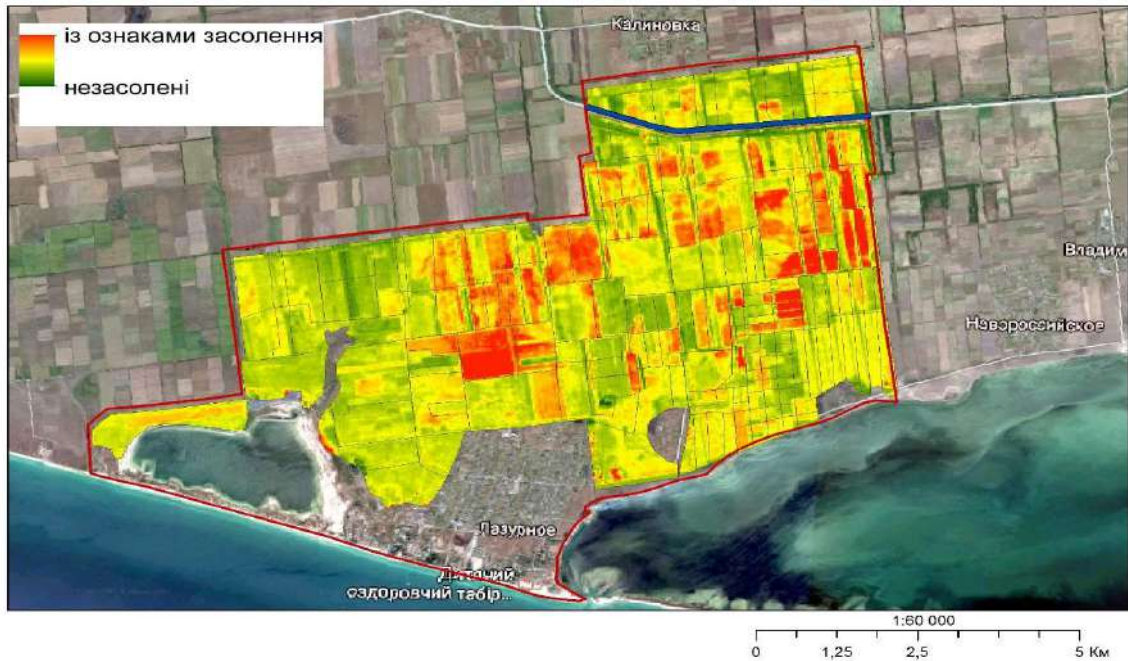 із ознаками засолення
незасолені
Калиновка
Владим
Новороссийское
Лазурное
Дитячий
оздоровчий табір...
1:60 000
0 1,25 2,5 5 Км